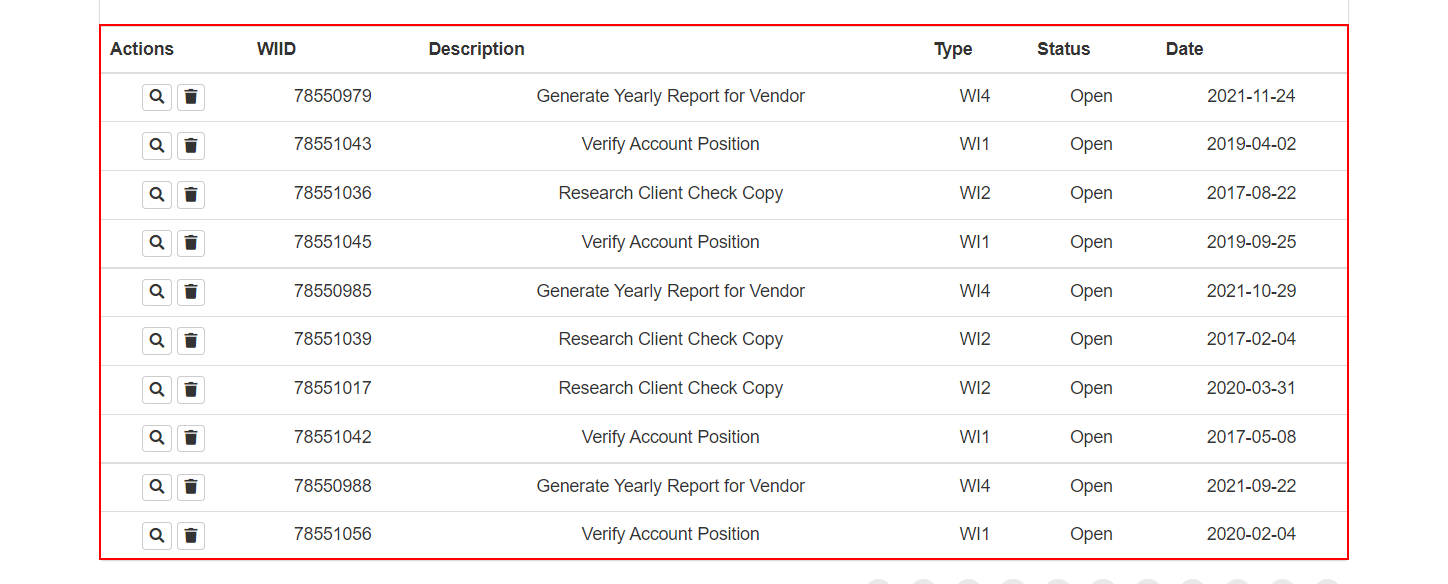 Actions WIID Description Type Status Date
78550979 Generate Yearly Report for Vendor WI4 Open 2021-11-24
78551043 Verify Account Position WI1 Open 2019-04-02
78551036 Research Client Check Copy WI2 Open 2017-08-22
78551045 Verify Account Position WI1 Open 2019-09-25
78550985 Generate Yearly Report for Vendor WI4 Open 2021-10-29
78551039 Research Client Check Copy WI2 Open 2017-02-04
78551017 Research Client Check Copy WI2 Open 2020-03-31
78551042 Verify Account Position WI1 Open 2017-05-08
78550988 Generate Yearly Report for Vendor WI4 Open 2021-09-22
78551056 Verify Account Position WI1 Open 2020-02-04